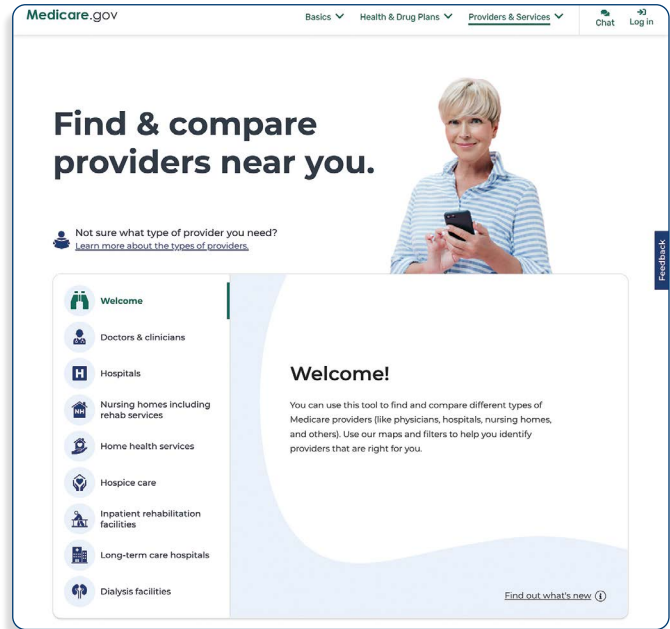 Medicare.gov
Basics Health & Drug Plans Providers & Services Chat Log in
Find & compare
providers near you.
Not sure what type of provider you need?
Learn more about the types of providers.
Feedback
Welcome
Doctors & clinicians
H Hospitals
NH Nursing homes including
rehab services
Home health services
Hospice care
Inpatient rehabilitation
facilities
Long-term care hospitals
Dialysis facilities
Welcome!
You can use this tool to find and compare different types of
Medicare providers (like physicians, hospitals, nursing homes,
and others). Use our maps and filters to help you identify
providers that are right for you.
Find out what's new i